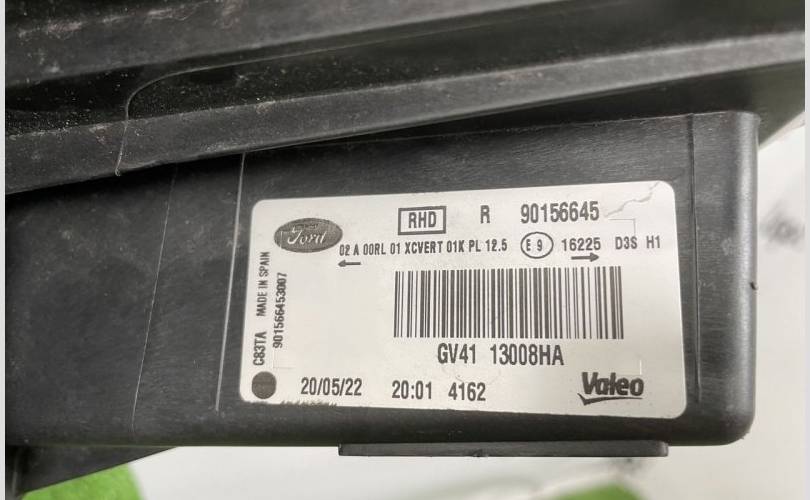 RHD R 90156645
Ford
02 A 00RL 01 XCVERT 01K PL 12.5 E9 16225 D3S H1
C83TA MADE IN SPAIN
901566453007
GV41 13008HA
20/05/22 20:01 4162
Valeo